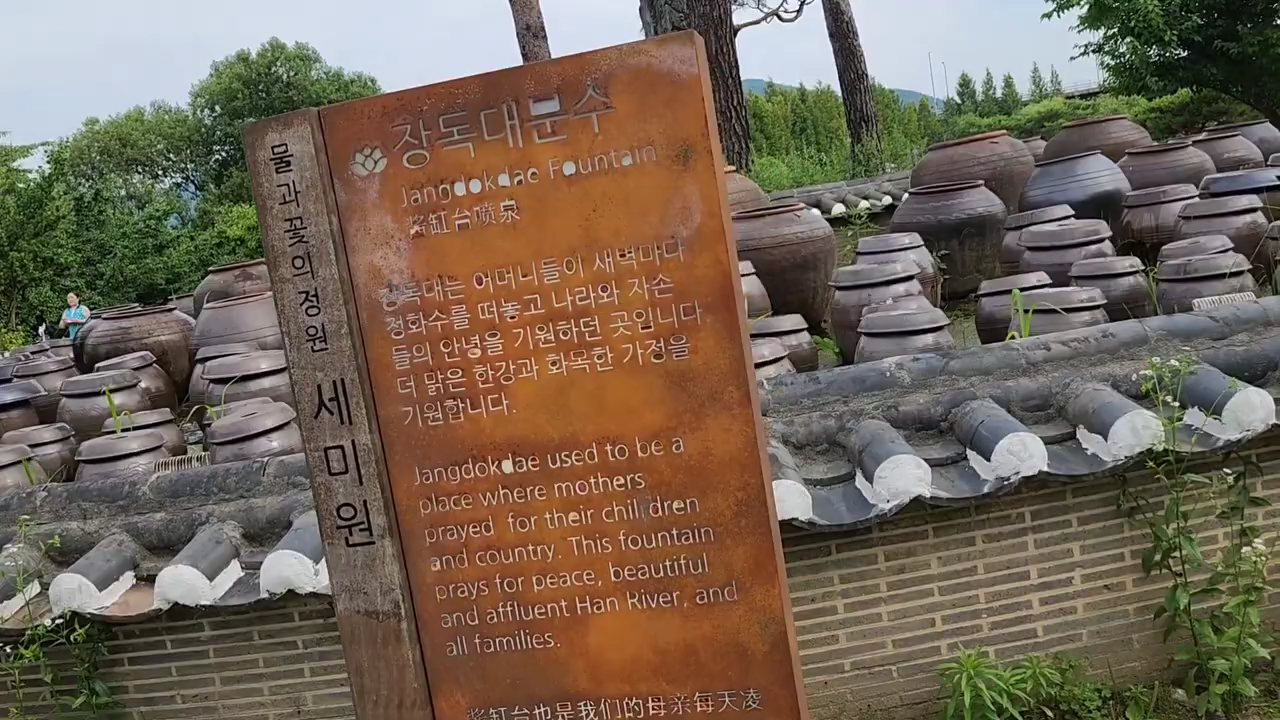 물과꽃의정원 세미원
장독대분수
Jangdokdae Fountain
酱缸台喷泉
장독대는 어머니들이 새벽마다
정화수를 떠놓고 나라와 자손
들의 안녕을 기원하던 곳입니다
더 맑은 한강과 화목한 가정을
기원합니다.
Jangdokdae used to be a
place where mothers
prayed for their chil dren
and country. This fountain
prays for peace, beautiful
and affluent Han River, and
all families.
酱缸台也是我们的母亲每天凌